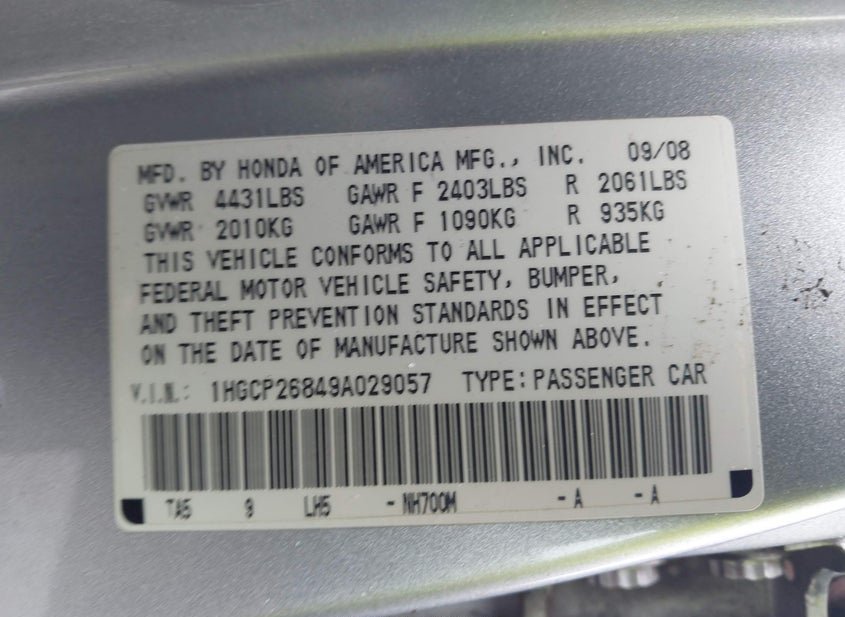 MFD. BY HONDA OF AMERICA MFG., INC. 09/08
GVWR 4431LBS GAWR F 2403LBS R 2061LBS
GVWR 2010KG GAWR F 1090KG R 935KG
THIS VEHICLE CONFORMS TO ALL APPLICABLE
FEDERAL MOTOR VEHICLE SAFETY, BUMPER,
AND THEFT PREVENTION STANDARDS IN EFFECT
ON THE DATE OF MANUFACTURE SHOWN ABOVE.
V.I.N.: 1HGCP26849A029057 TYPE: PASSENGER CAR
TA5 9 LH5 - NH700M - A - A